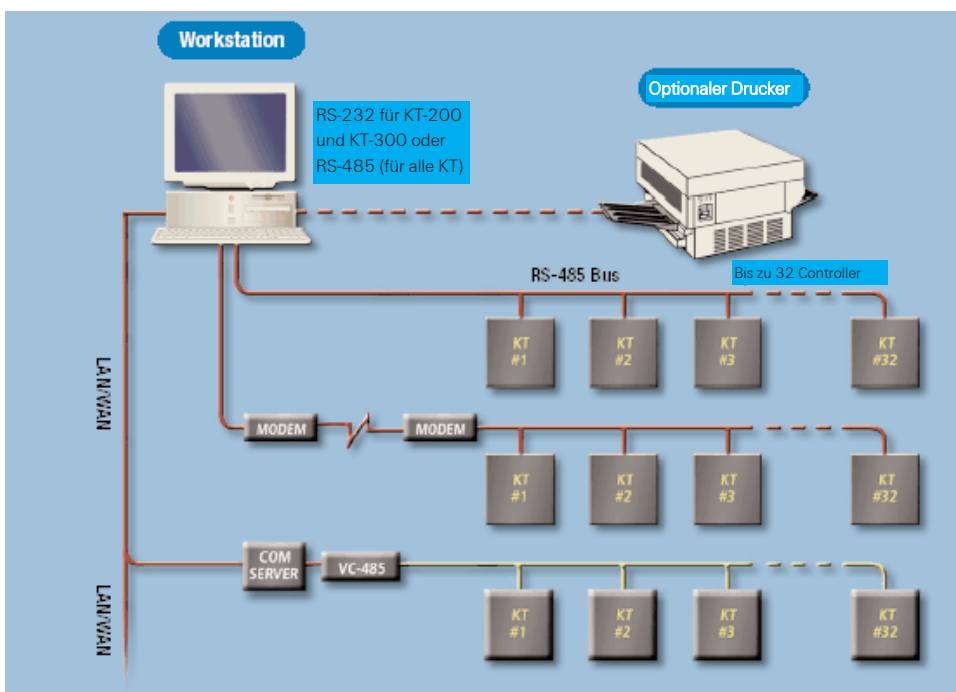 Workstation
Optionaler Drucker
RS-232 für KT-200
und KT-300 oder
RS-485 (für alle KT)
RS-485 Bus
Bis zu 32 Controller
KT
#1
KT
#2
KT
#3
KT
#32
LAN/WAN
MODEM
MODEM
KT
#1
KT
#2
KT
#3
KT
#32
COM
SERVER
VC-485
LAN/WAN
KT
#1
KT
#2
KT
#3
KT
#32